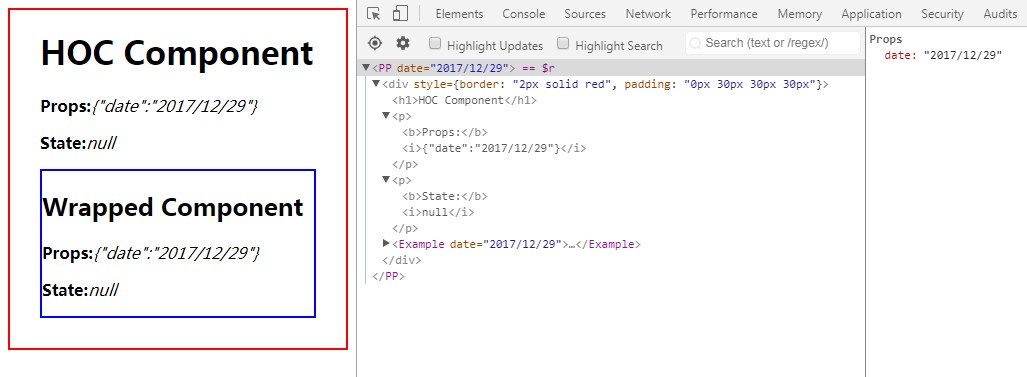 HOC Component
Props:{"date":"2017/12/29"}
State:null
Wrapped Component
Props:{"date":"2017/12/29"}
State:null
Elements Console Sources Network Performance Memory Application Security Audits
Highlight Updates Highlight Search Search (text or /regex/)
<PP date="2017/12/29"> == $r
<div style={border: "2px solid red", padding: "0px 30px 30px 30px"}>
<h1>HOC Component</h1>
<p>
<b>Props:</b>
<i>{"date":"2017/12/29"}</i>
</p>
<p>
<b>State:</b>
<i>null</i>
</p>
<Example date="2017/12/29">…</Example>
</div>
</PP>
Props
date: "2017/12/29"